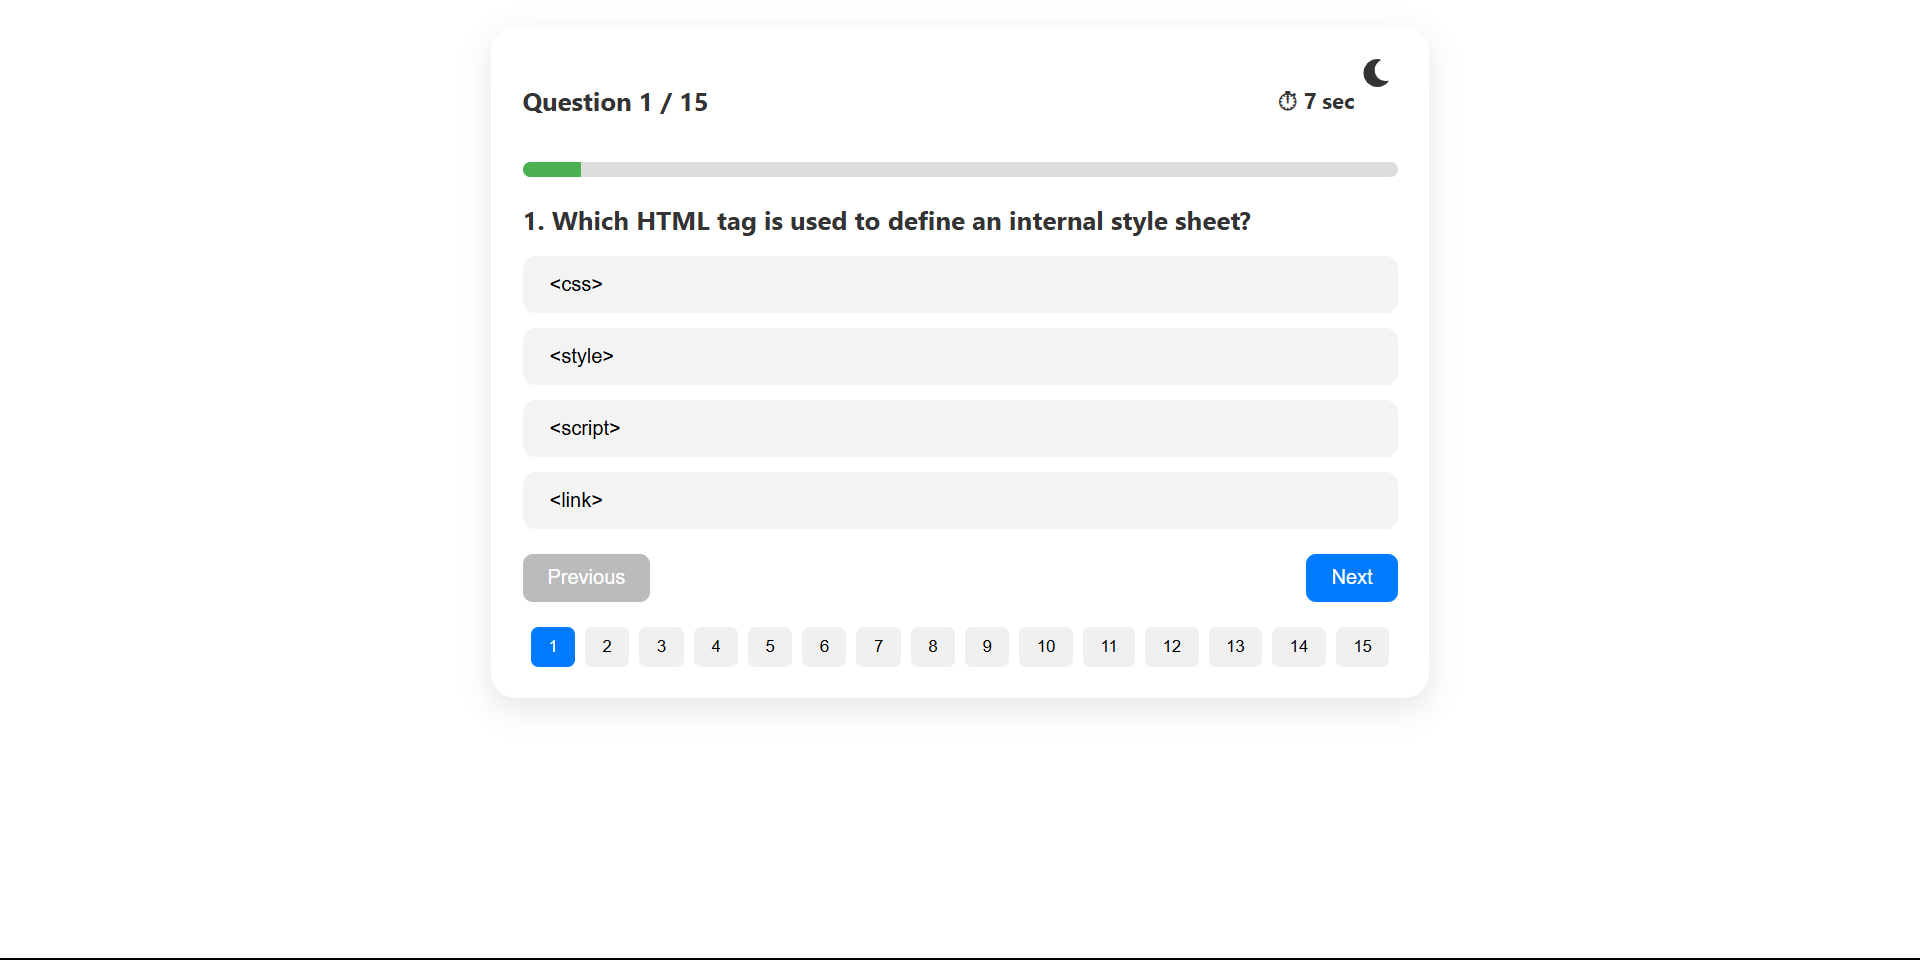 Question 1 / 15
⏱ 7 sec
1. Which HTML tag is used to define an internal style sheet?
<css>
<style>
<script>
<link>
Previous
Next
1 2 3 4 5 6 7 8 9 10 11 12 13 14 15